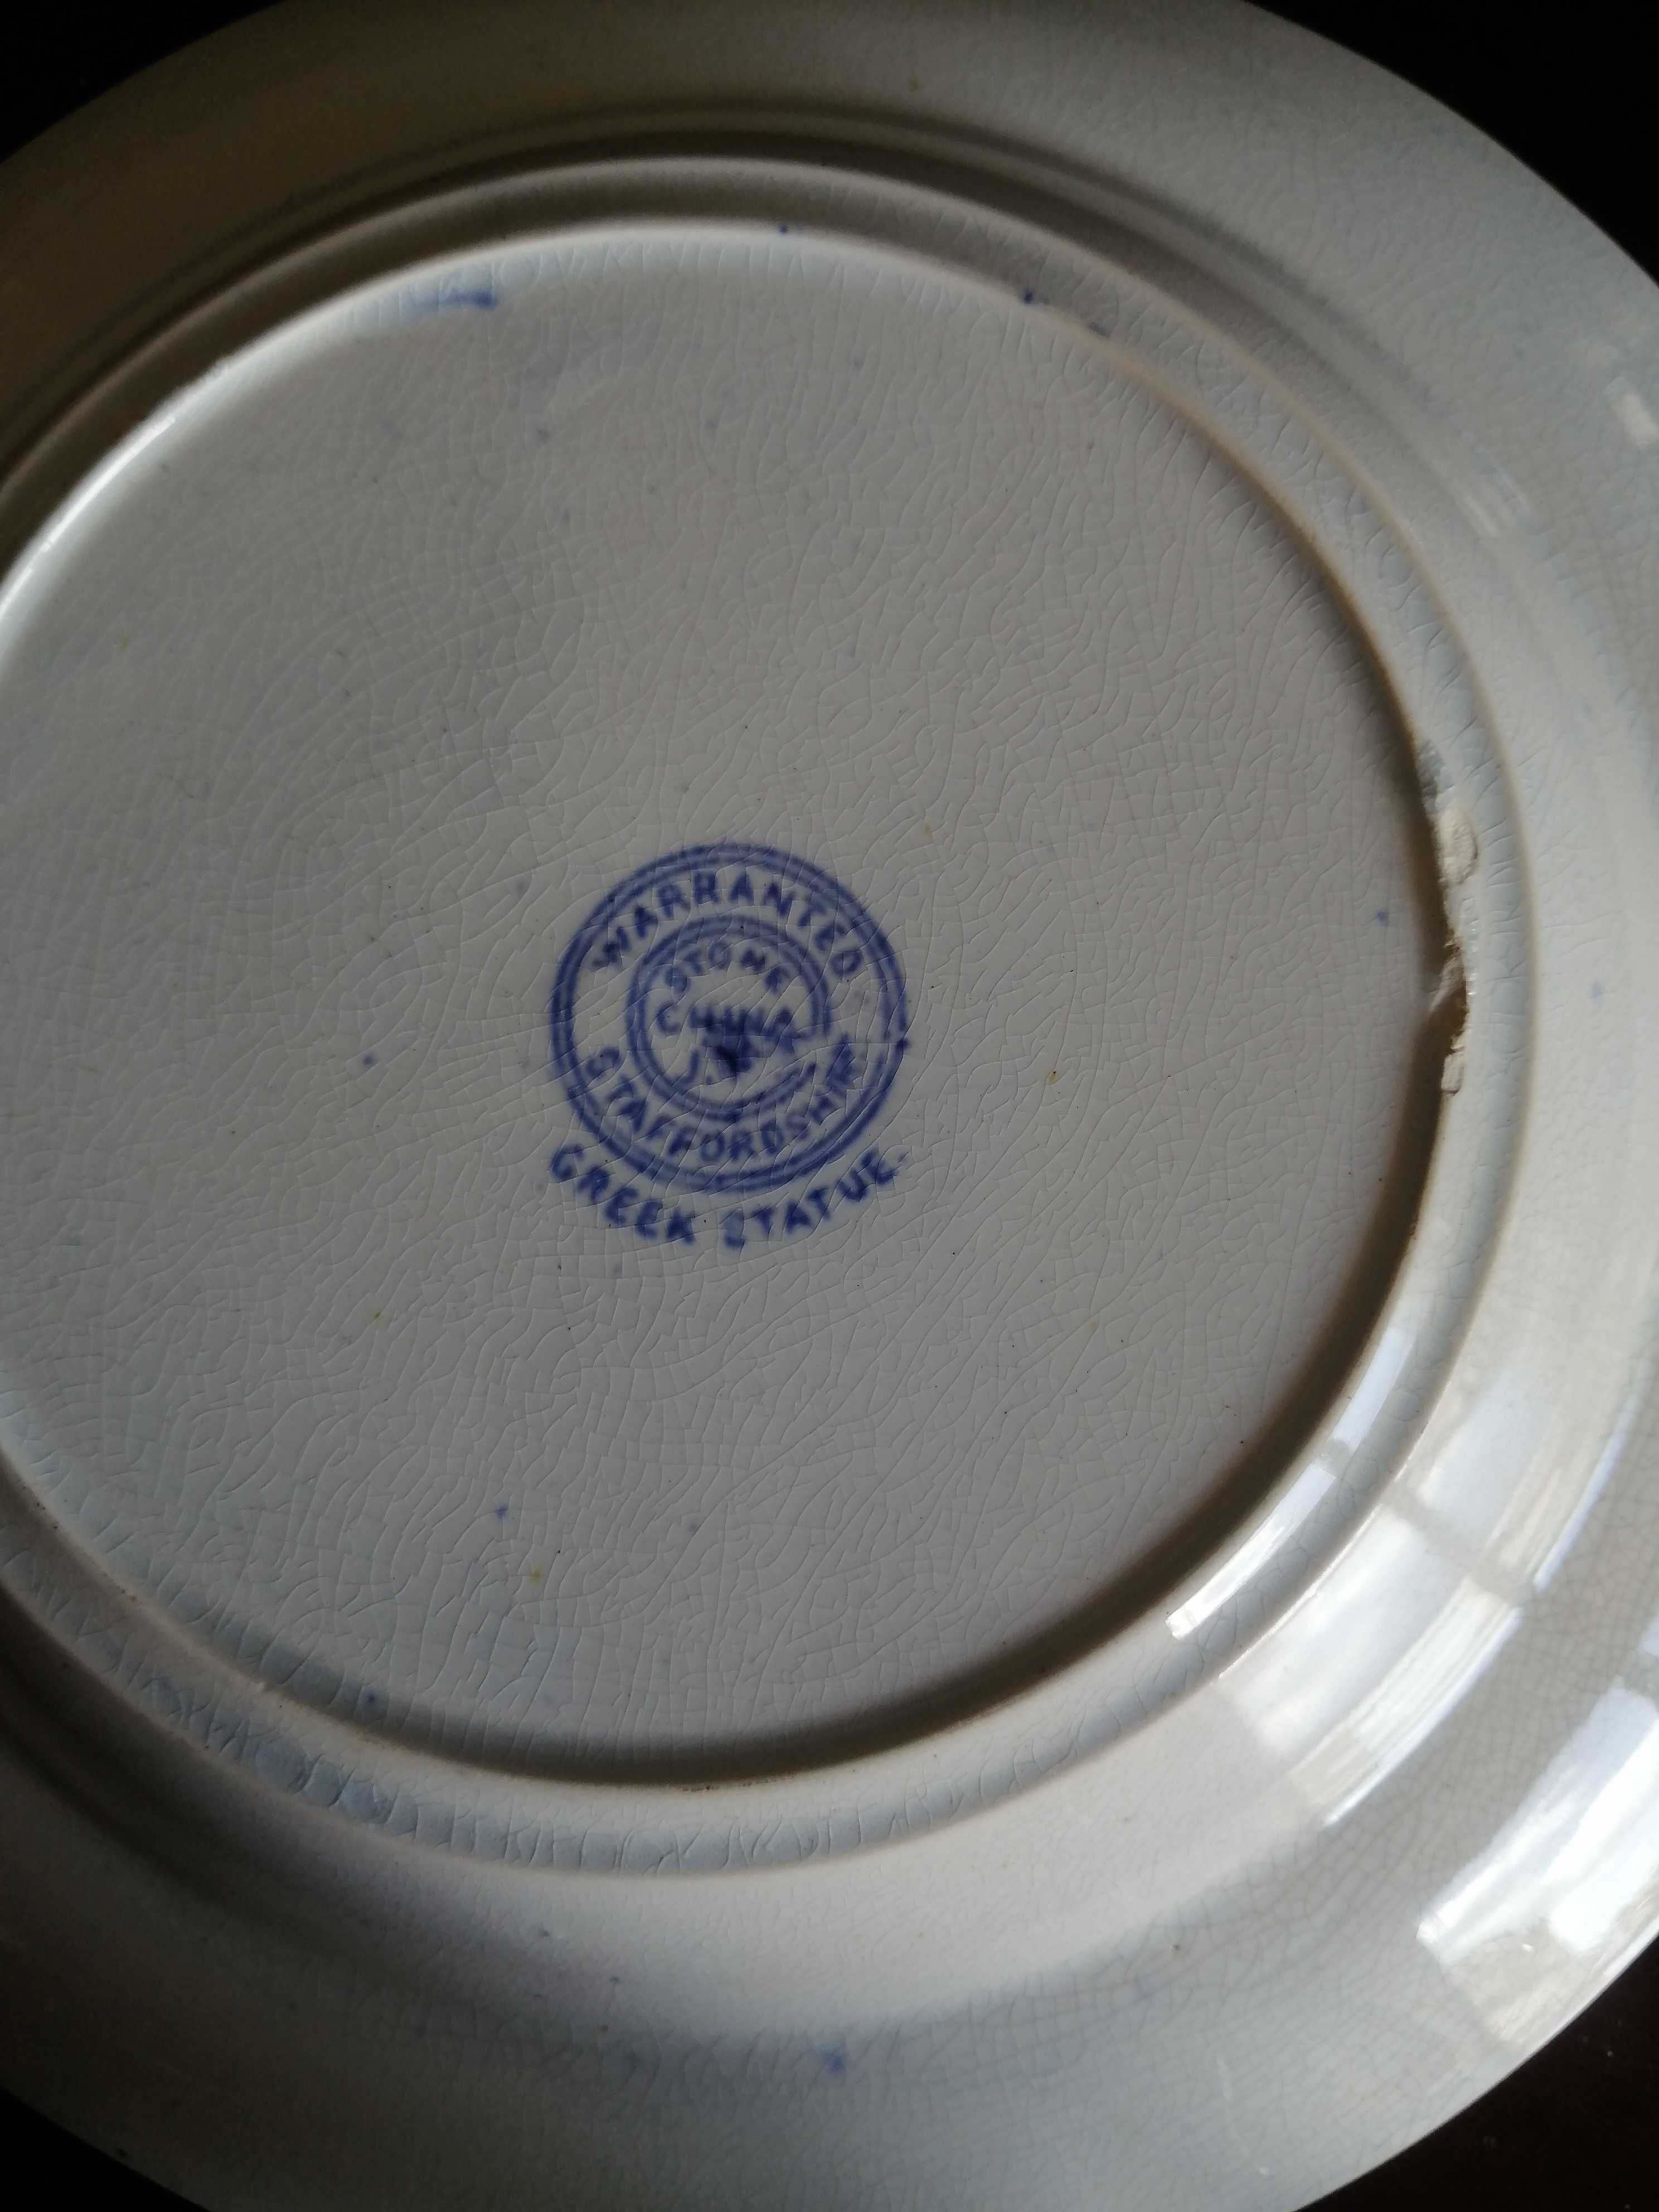 WARRANTED
STONE
CHINA
J.
STAFFORDSHIRE
GREEK STATUE